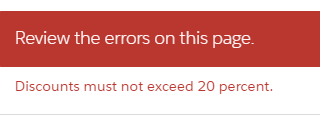 Review the errors on this page.
Discounts must not exceed 20 percent.